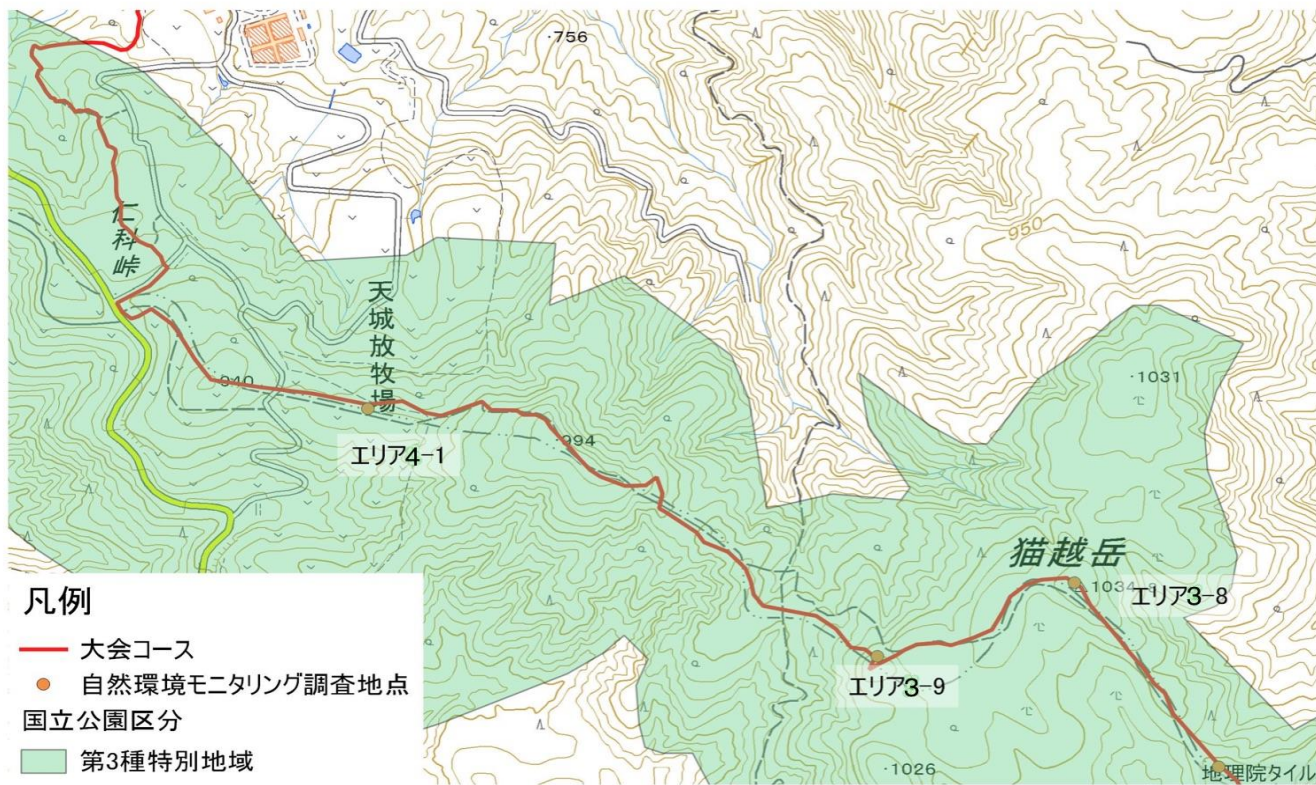 756
950
仁科峠
天城放牧場
1031
940
994
エリア4-1
猫越岳
1034
エリア3-8
エリア3-9
凡例
大会コース
自然環境モニタリング調査地点
国立公園区分
第3種特別地域
1026
地理院タイル